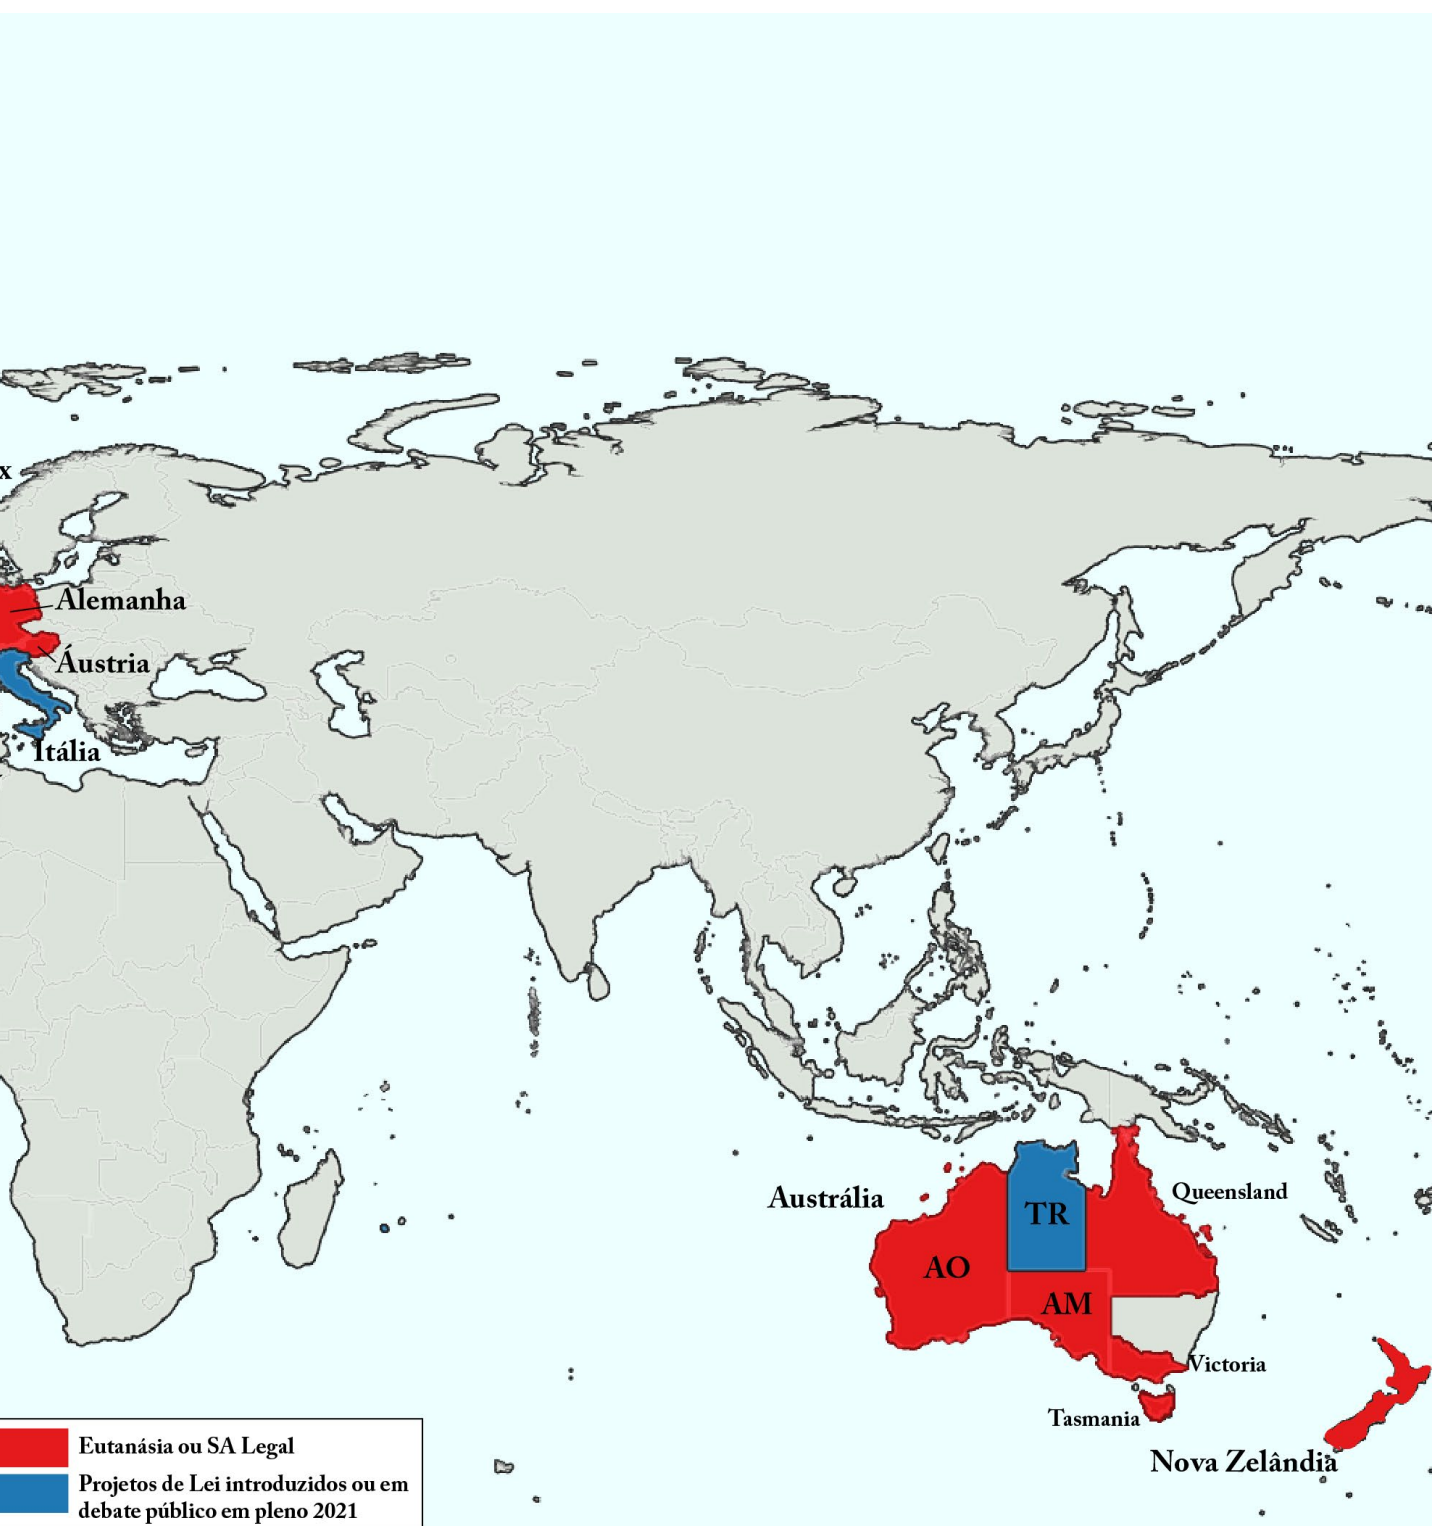 x
Alemanha
Áustria
Itália
Austrália
Queensland
TR
AO
AM
Victoria
Tasmania
Nova Zelândia
Eutanásia ou SA Legal
Projetos de Lei introduzidos ou em
debate público em pleno 2021